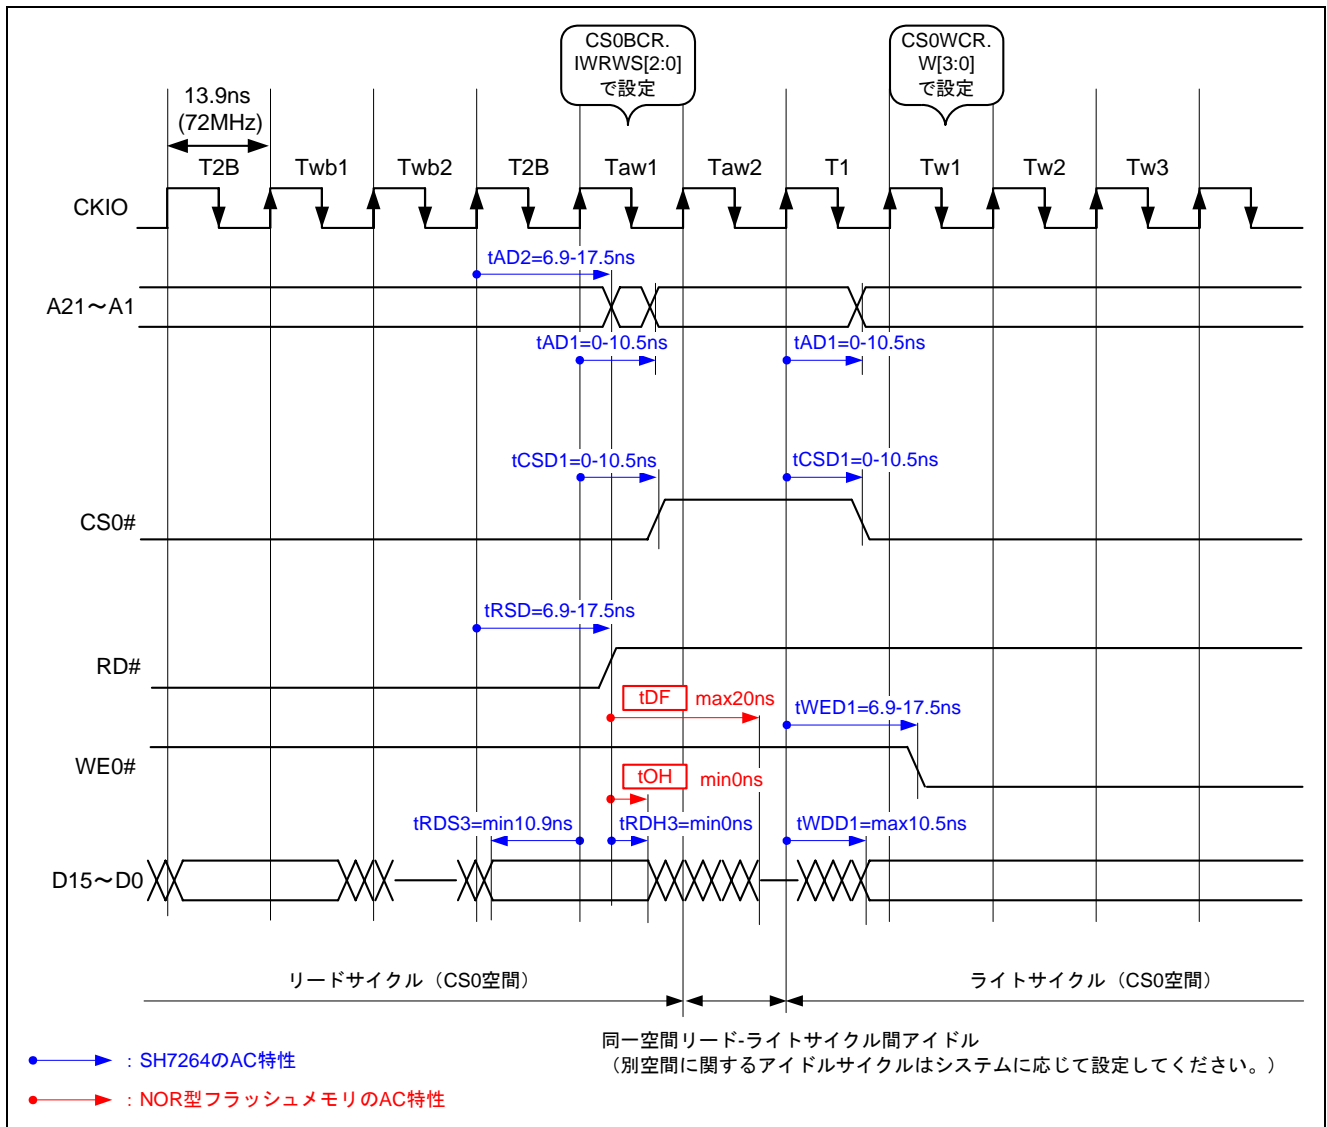 CS0BCR.
IWRWS[2:0]
で設定
CS0WCR.
W[3:0]
で設定
13.9ns
(72MHz)
T2B Twb1 Twb2 T2B Taw1 Taw2 T1 Tw1 Tw2 Tw3
CKIO
tAD2=6.9-17.5ns
A21～A1
tAD1=0-10.5ns tAD1=0-10.5ns
tCSD1=0-10.5ns tCSD1=0-10.5ns
CS0#
tRSD=6.9-17.5ns
RD#
tDF max20ns
tWED1=6.9-17.5ns
WE0#
tOH min0ns
tRDS3=min10.9ns tRDH3=min0ns tWDD1=max10.5ns
D15～D0
リードサイクル（CS0空間） ライトサイクル（CS0空間）
同一空間リード-ライトサイクル間アイドル
（別空間に関するアイドルサイクルはシステムに応じて設定してください。）
：SH7264のAC特性
：NOR型フラッシュメモリのAC特性